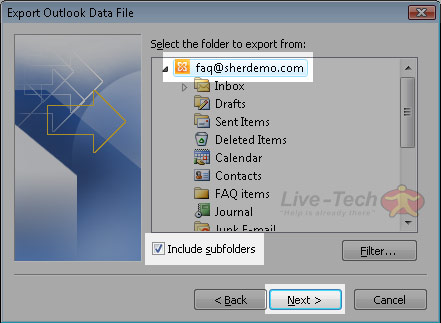 Export Outlook Data File
Select the folder to export from:
faq@sherdemo.com
Inbox
Drafts
Sent Items
Deleted Items
Calendar
Contacts
FAQ items
Journal
Junk E-mail
Live-Tech
"Help is already there"
Include subfolders
Filter...
< Back
Next >
Cancel